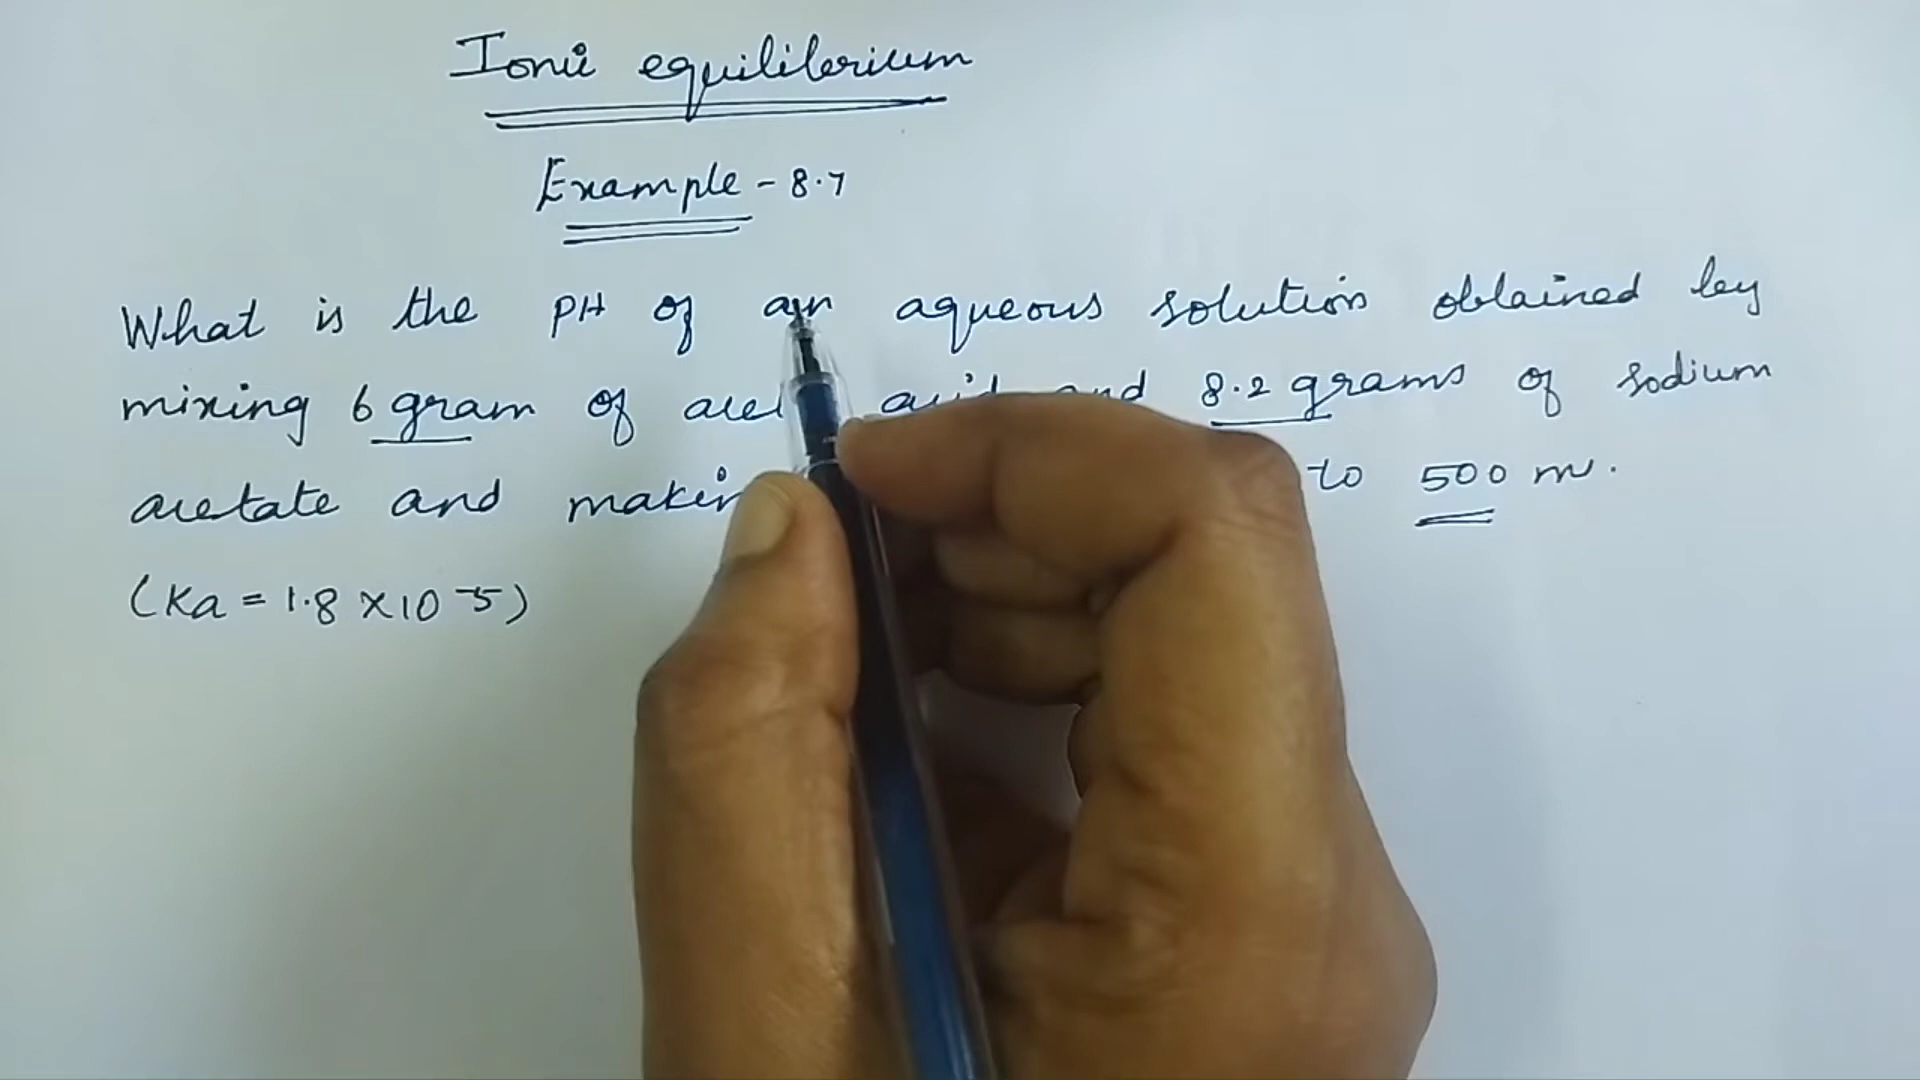 Ionic equilibrium
Example - 8.7
What is the PH of an aqueous solution obtained by
mixing 6 gram of and 8.2 grams of sodium
acetate and to 500 m.
(Ka = 1.8 × 10 -5)